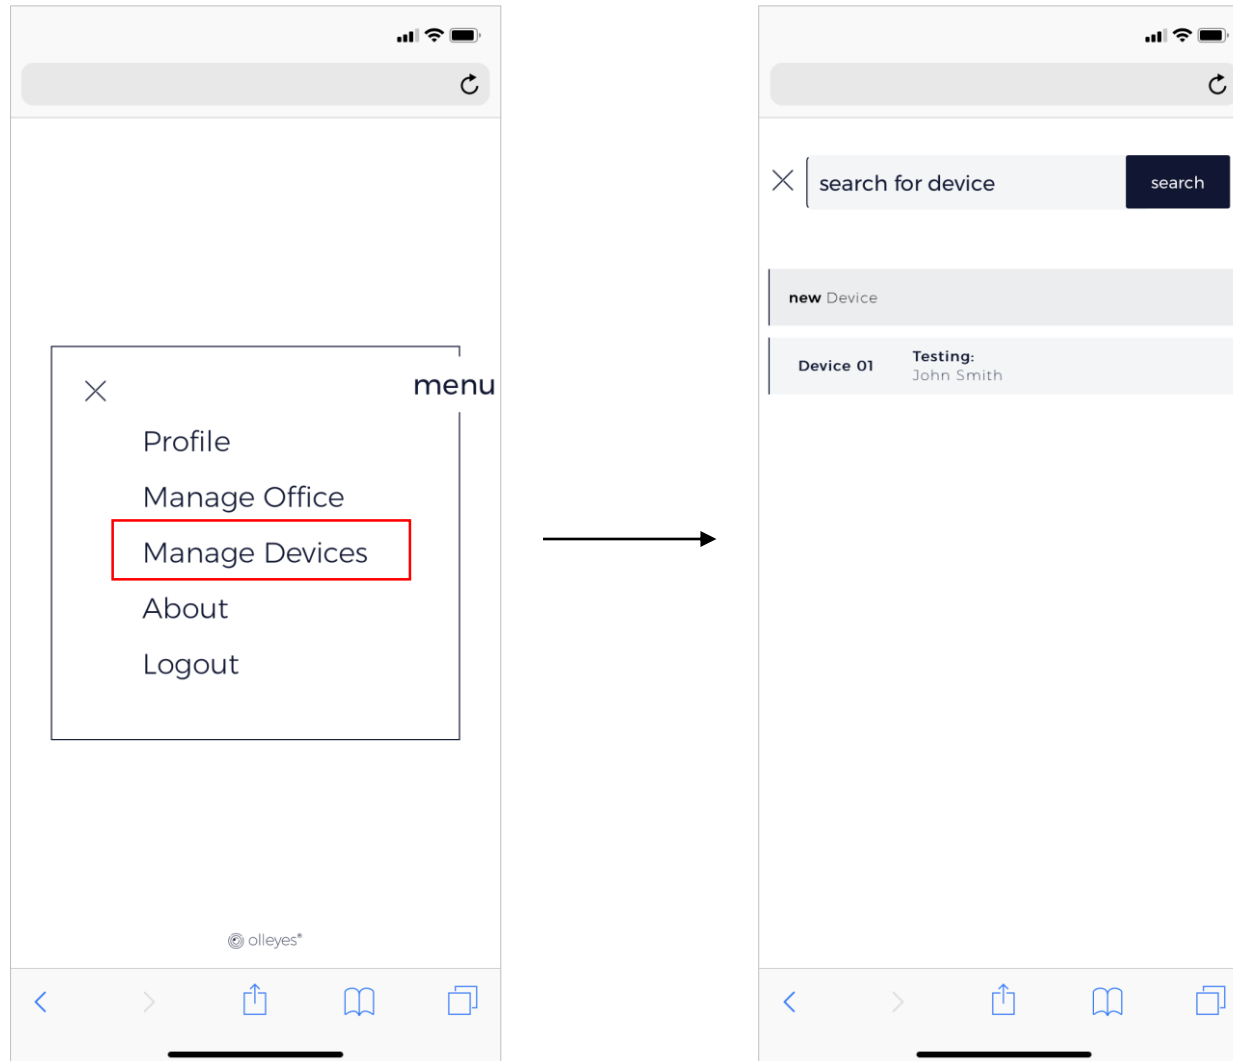 menu
Profile
Manage Office
Manage Devices
About
Logout
olleyes®
search for device
search
new Device
Device 01
Testing:
John Smith